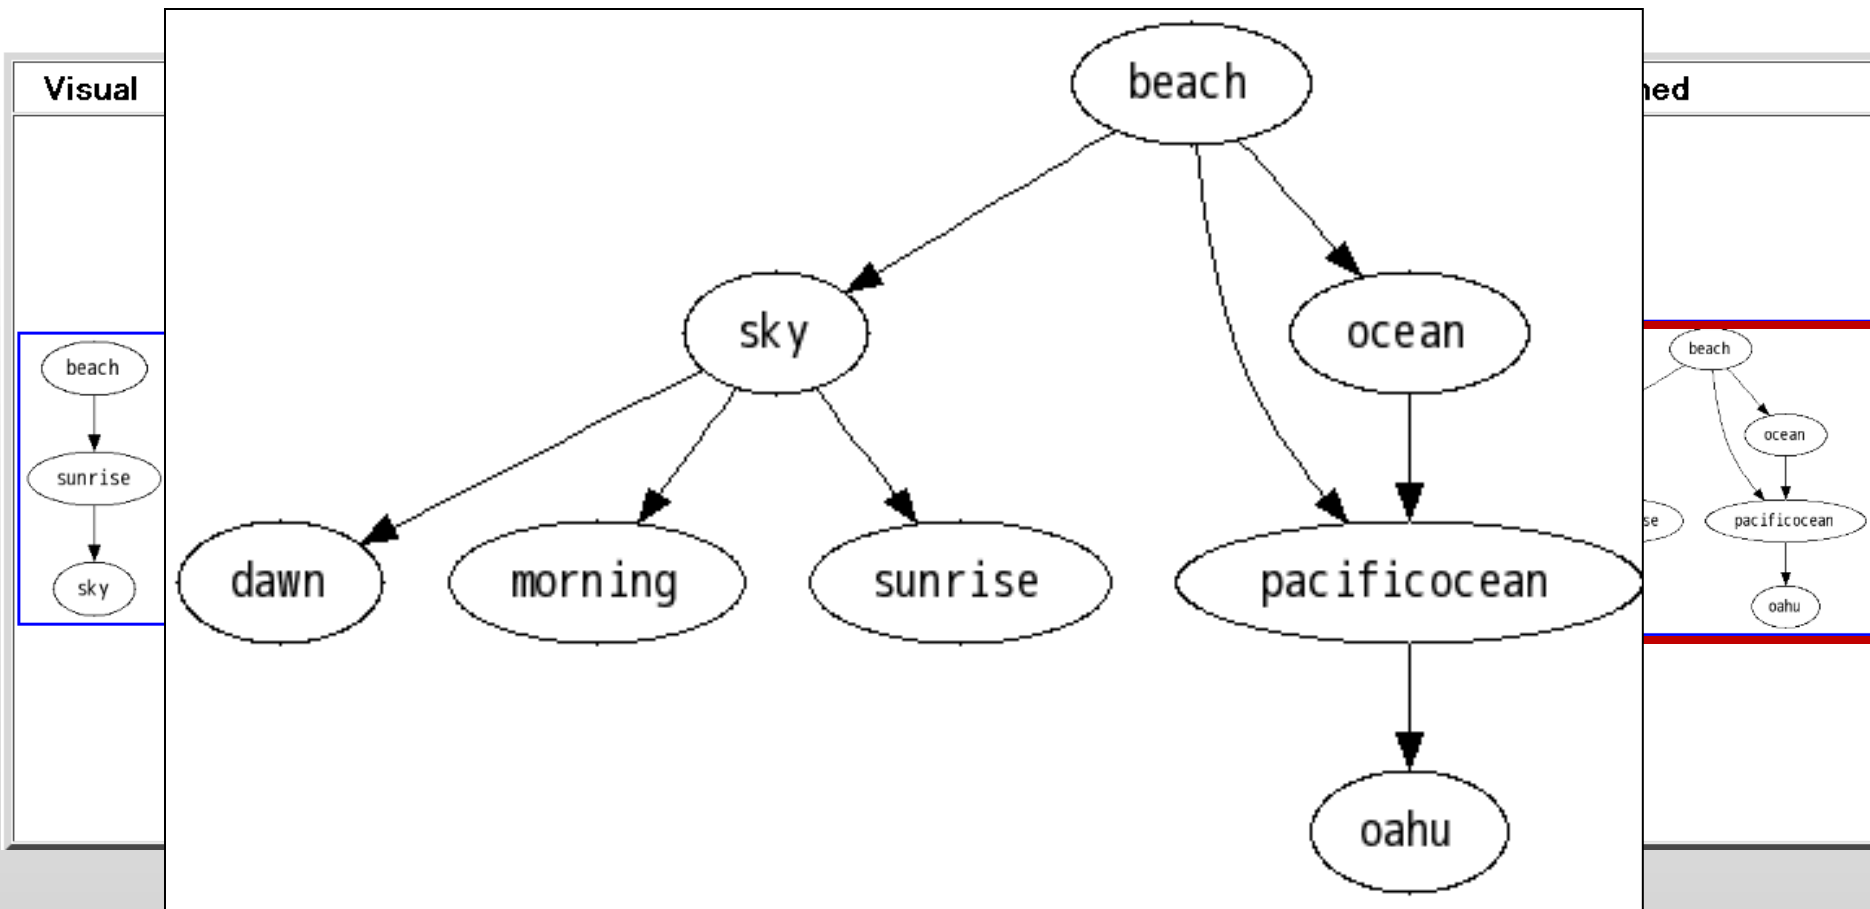 Visual
beach
sunrise
sky
beach
sky
ocean
dawn
morning
sunrise
pacificocean
oahu
ned
beach
ocean
se
pacificocean
oahu